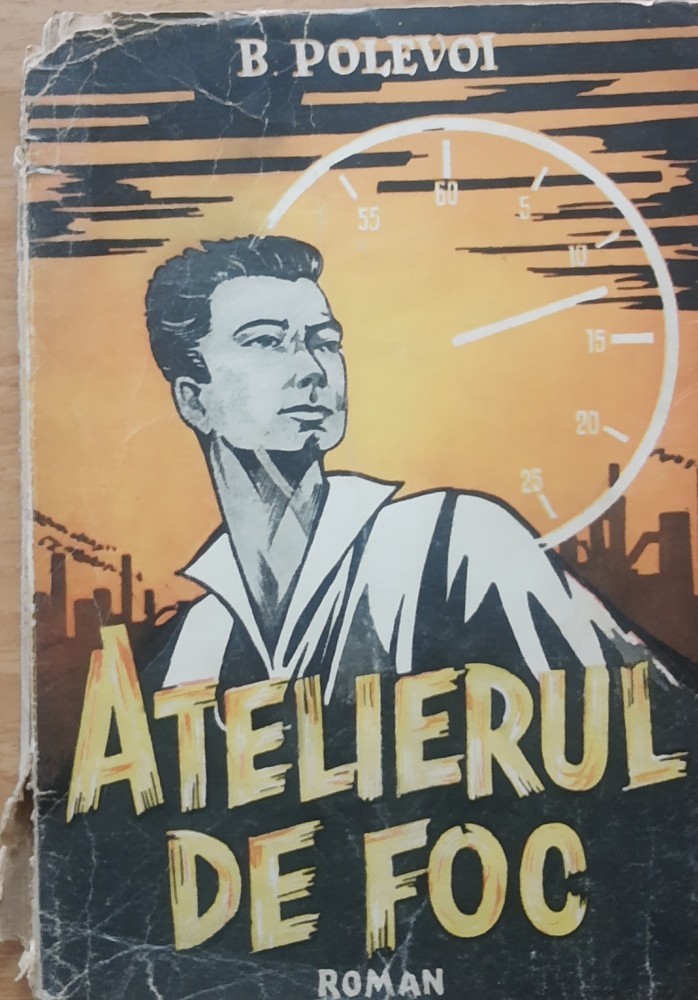 B. POLEVOI
55
60
5
10
15
20
25
ATELIERUL
DE FOC
ROMAN